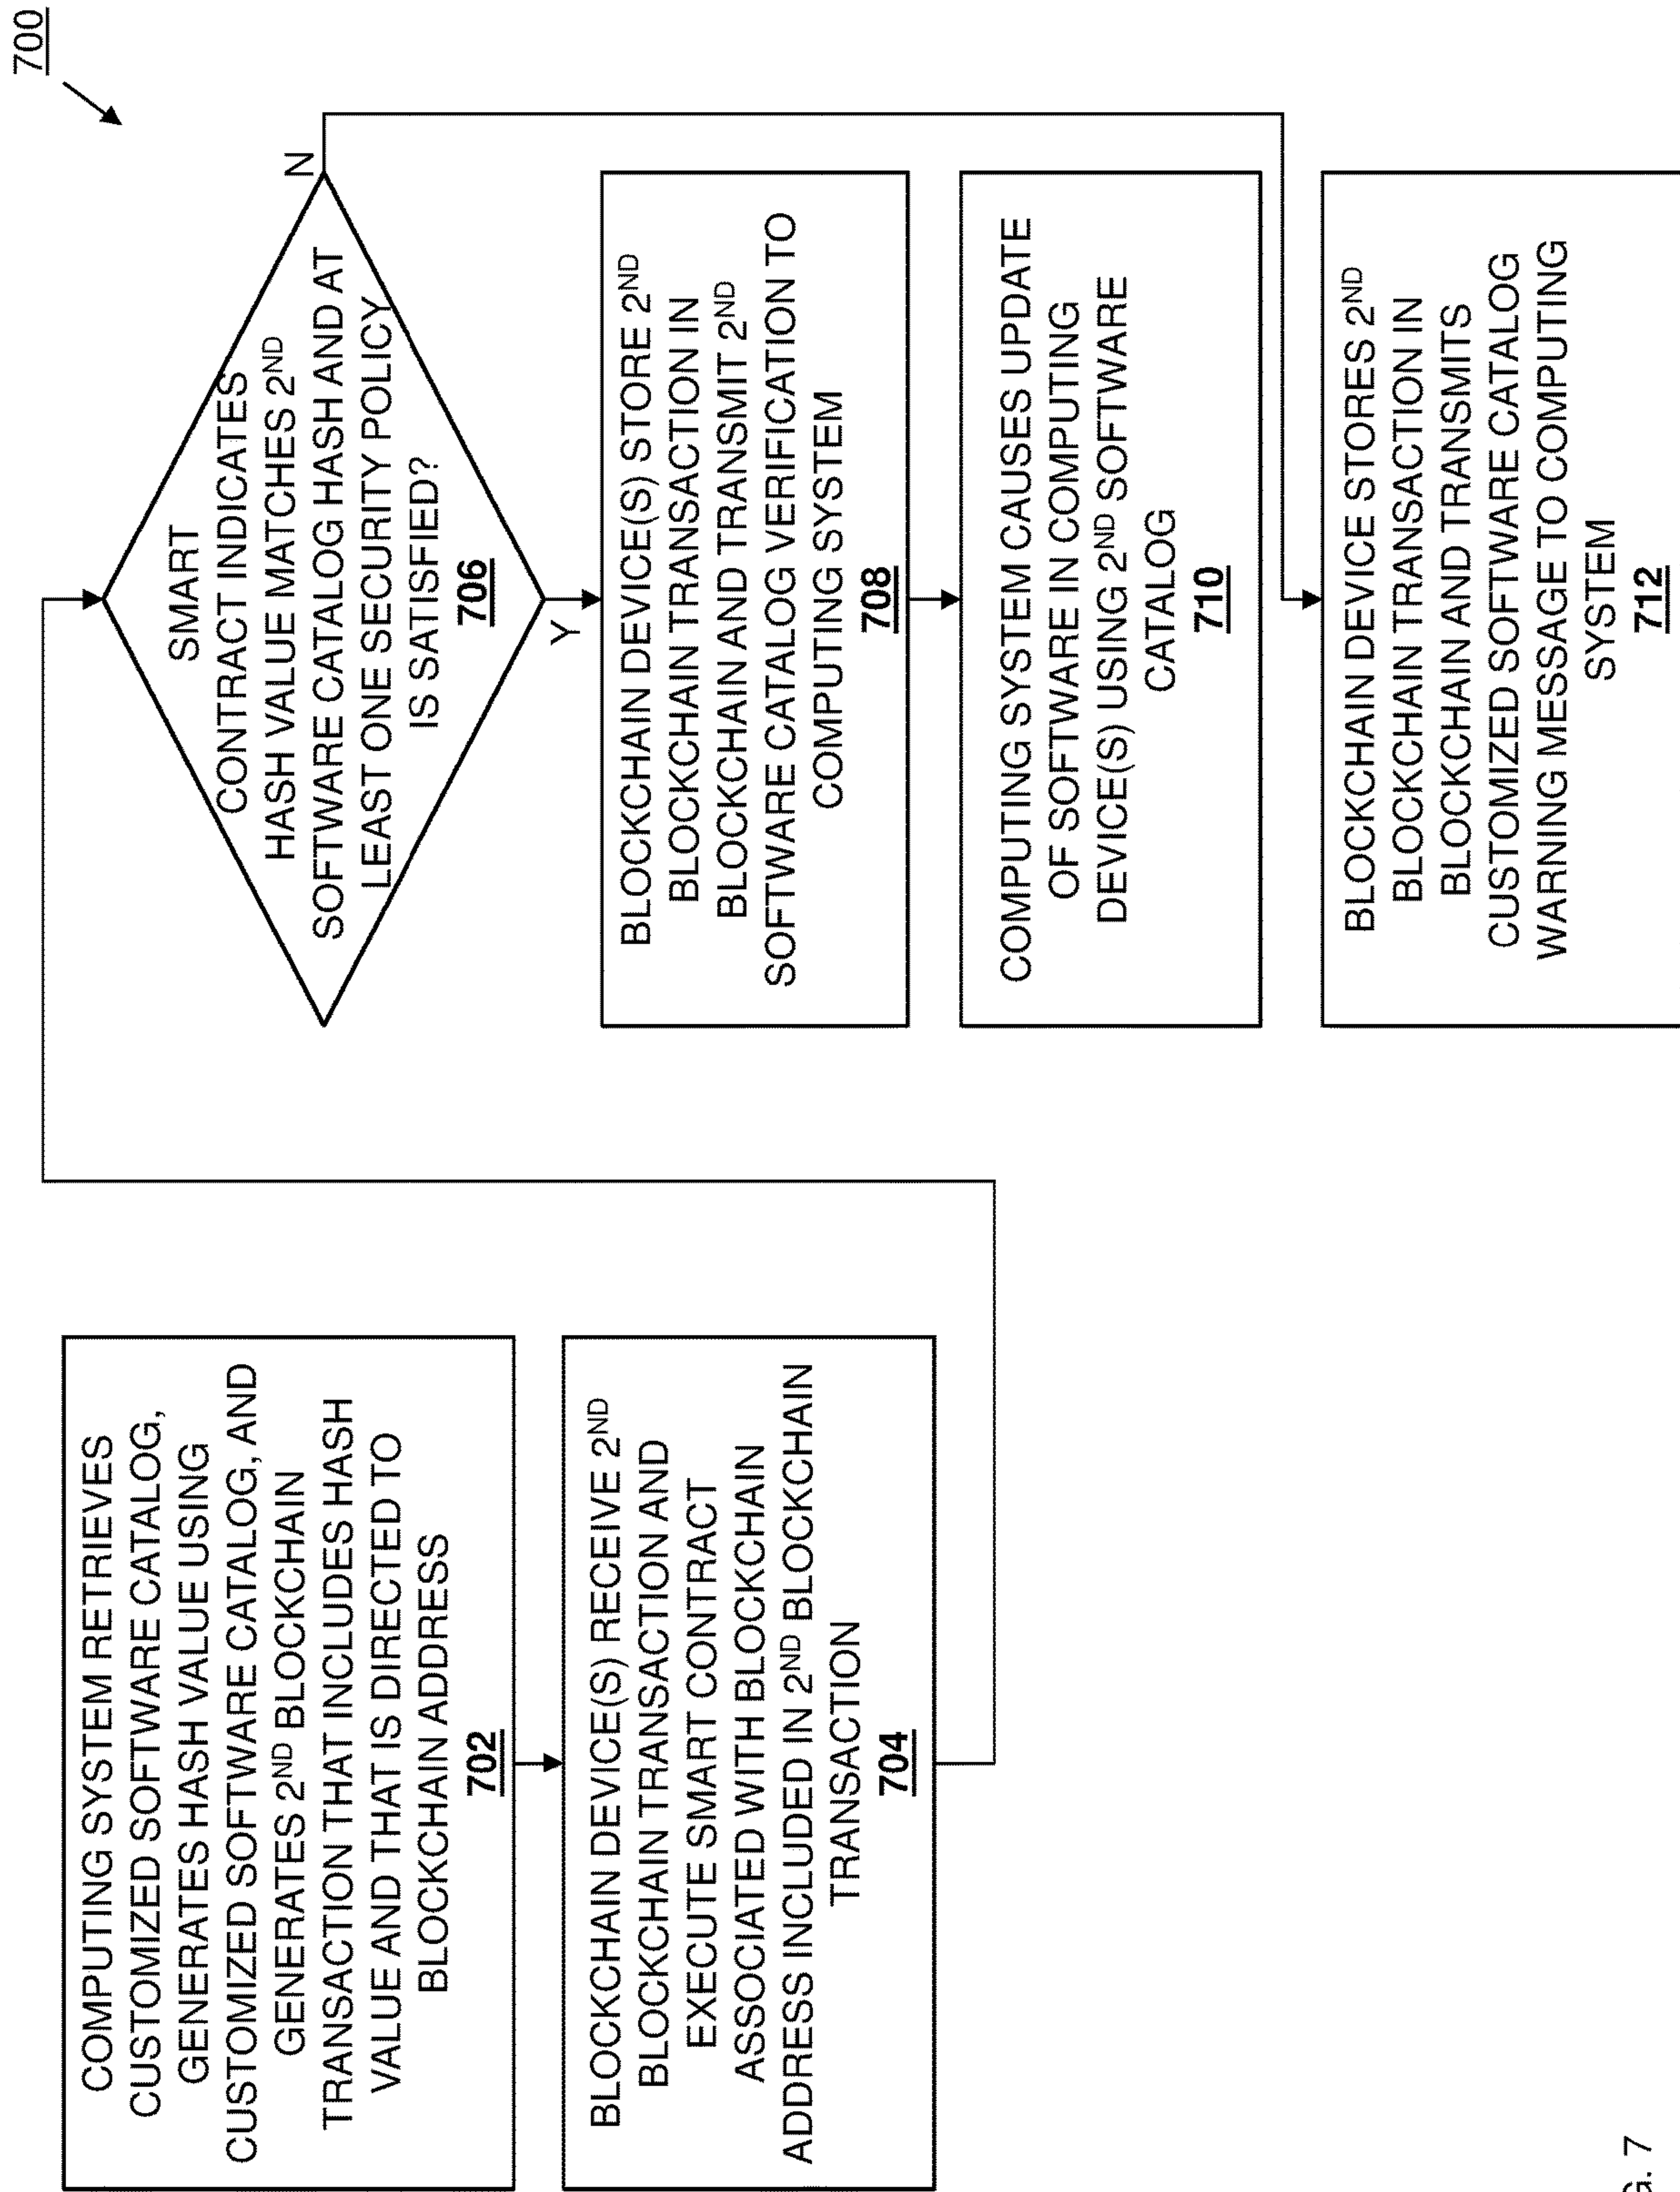 700
COMPUTING SYSTEM RETRIEVES
CUSTOMIZED SOFTWARE CATALOG,
GENERATES HASH VALUE USING
CUSTOMIZED SOFTWARE CATALOG, AND
GENERATES 2ND BLOCKCHAIN
TRANSACTION THAT INCLUDES HASH
VALUE AND THAT IS DIRECTED TO
BLOCKCHAIN ADDRESS
702
BLOCKCHAIN DEVICE(S) RECEIVE 2ND
BLOCKCHAIN TRANSACTION AND
EXECUTE SMART CONTRACT
ASSOCIATED WITH BLOCKCHAIN
ADDRESS INCLUDED IN 2ND BLOCKCHAIN
TRANSACTION
704
SMART
CONTRACT INDICATES
HASH VALUE MATCHES 2ND
SOFTWARE CATALOG HASH AND AT
LEAST ONE SECURITY POLICY
IS SATISFIED?
706
N
Y
BLOCKCHAIN DEVICE(S) STORE 2ND
BLOCKCHAIN TRANSACTION IN
BLOCKCHAIN AND TRANSMIT 2ND
SOFTWARE CATALOG VERIFICATION TO
COMPUTING SYSTEM
708
COMPUTING SYSTEM CAUSES UPDATE
OF SOFTWARE IN COMPUTING
DEVICE(S) USING 2ND SOFTWARE
CATALOG
710
BLOCKCHAIN DEVICE STORES 2ND
BLOCKCHAIN TRANSACTION IN
BLOCKCHAIN AND TRANSMITS
CUSTOMIZED SOFTWARE CATALOG
WARNING MESSAGE TO COMPUTING
SYSTEM
712
G. 7